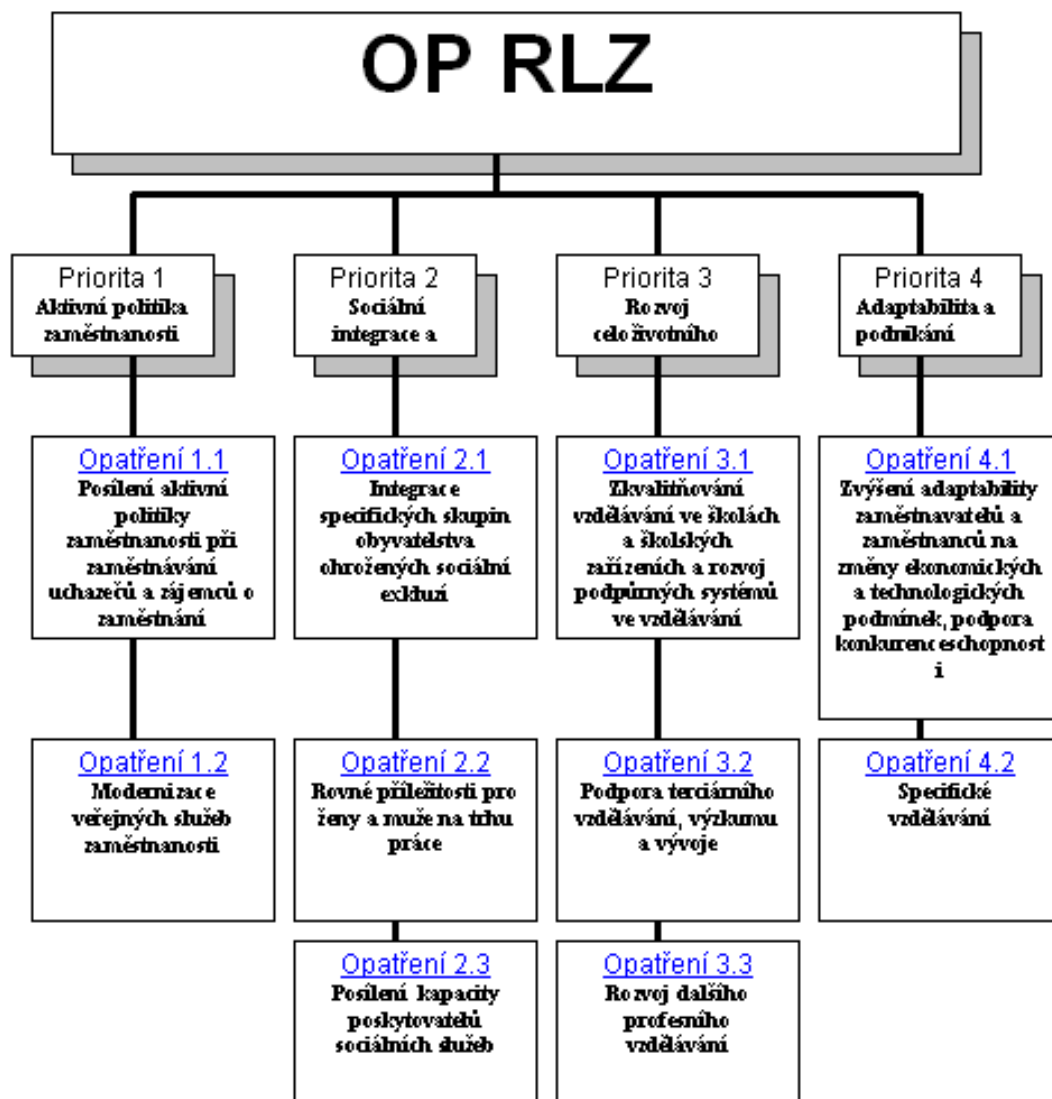 OP RLZ
Priorita 1
Aktivní politika
zaměstnanosti
Priorita 2
Sociální
integrace a
Priorita 3
Rozvoj
celoživotního
Priorita 4
Adaptabilita a
podnikání
Opatření 1.1
Posílení aktivní
politiky
zaměstnanosti při
zaměstnávání
uchazečů a zájemců o
zaměstnání
Opatření 2.1
Integrace
specifických skupin
obyvatelstva
ohrožených sociální
exkluzí
Opatření 3.1
Zkvalitňování
vzdělávání ve školách
a školských
zařízeních a rozvoj
podpůrných systémů
ve vzdělávání
Opatření 4.1
Zvýšení adaptability
zaměstnavatelů a
zaměstnanců na
změny ekonomických
a technologických
podmínek, podpora
konkurenceschopnost
i
Opatření 1.2
Modernizace
veřejných služeb
zaměstnanosti
Opatření 2.2
Rovné příležitosti pro
ženy a muže na trhu
práce
Opatření 3.2
Podpora terciárního
vzdělávání, výzkumu
a vývoje
Opatření 4.2
Specifické
vzdělávání
Opatření 2.3
Posílení kapacity
poskytovatelů
sociálních služeb
Opatření 3.3
Rozvoj dalšího
profesního
vzdělávání